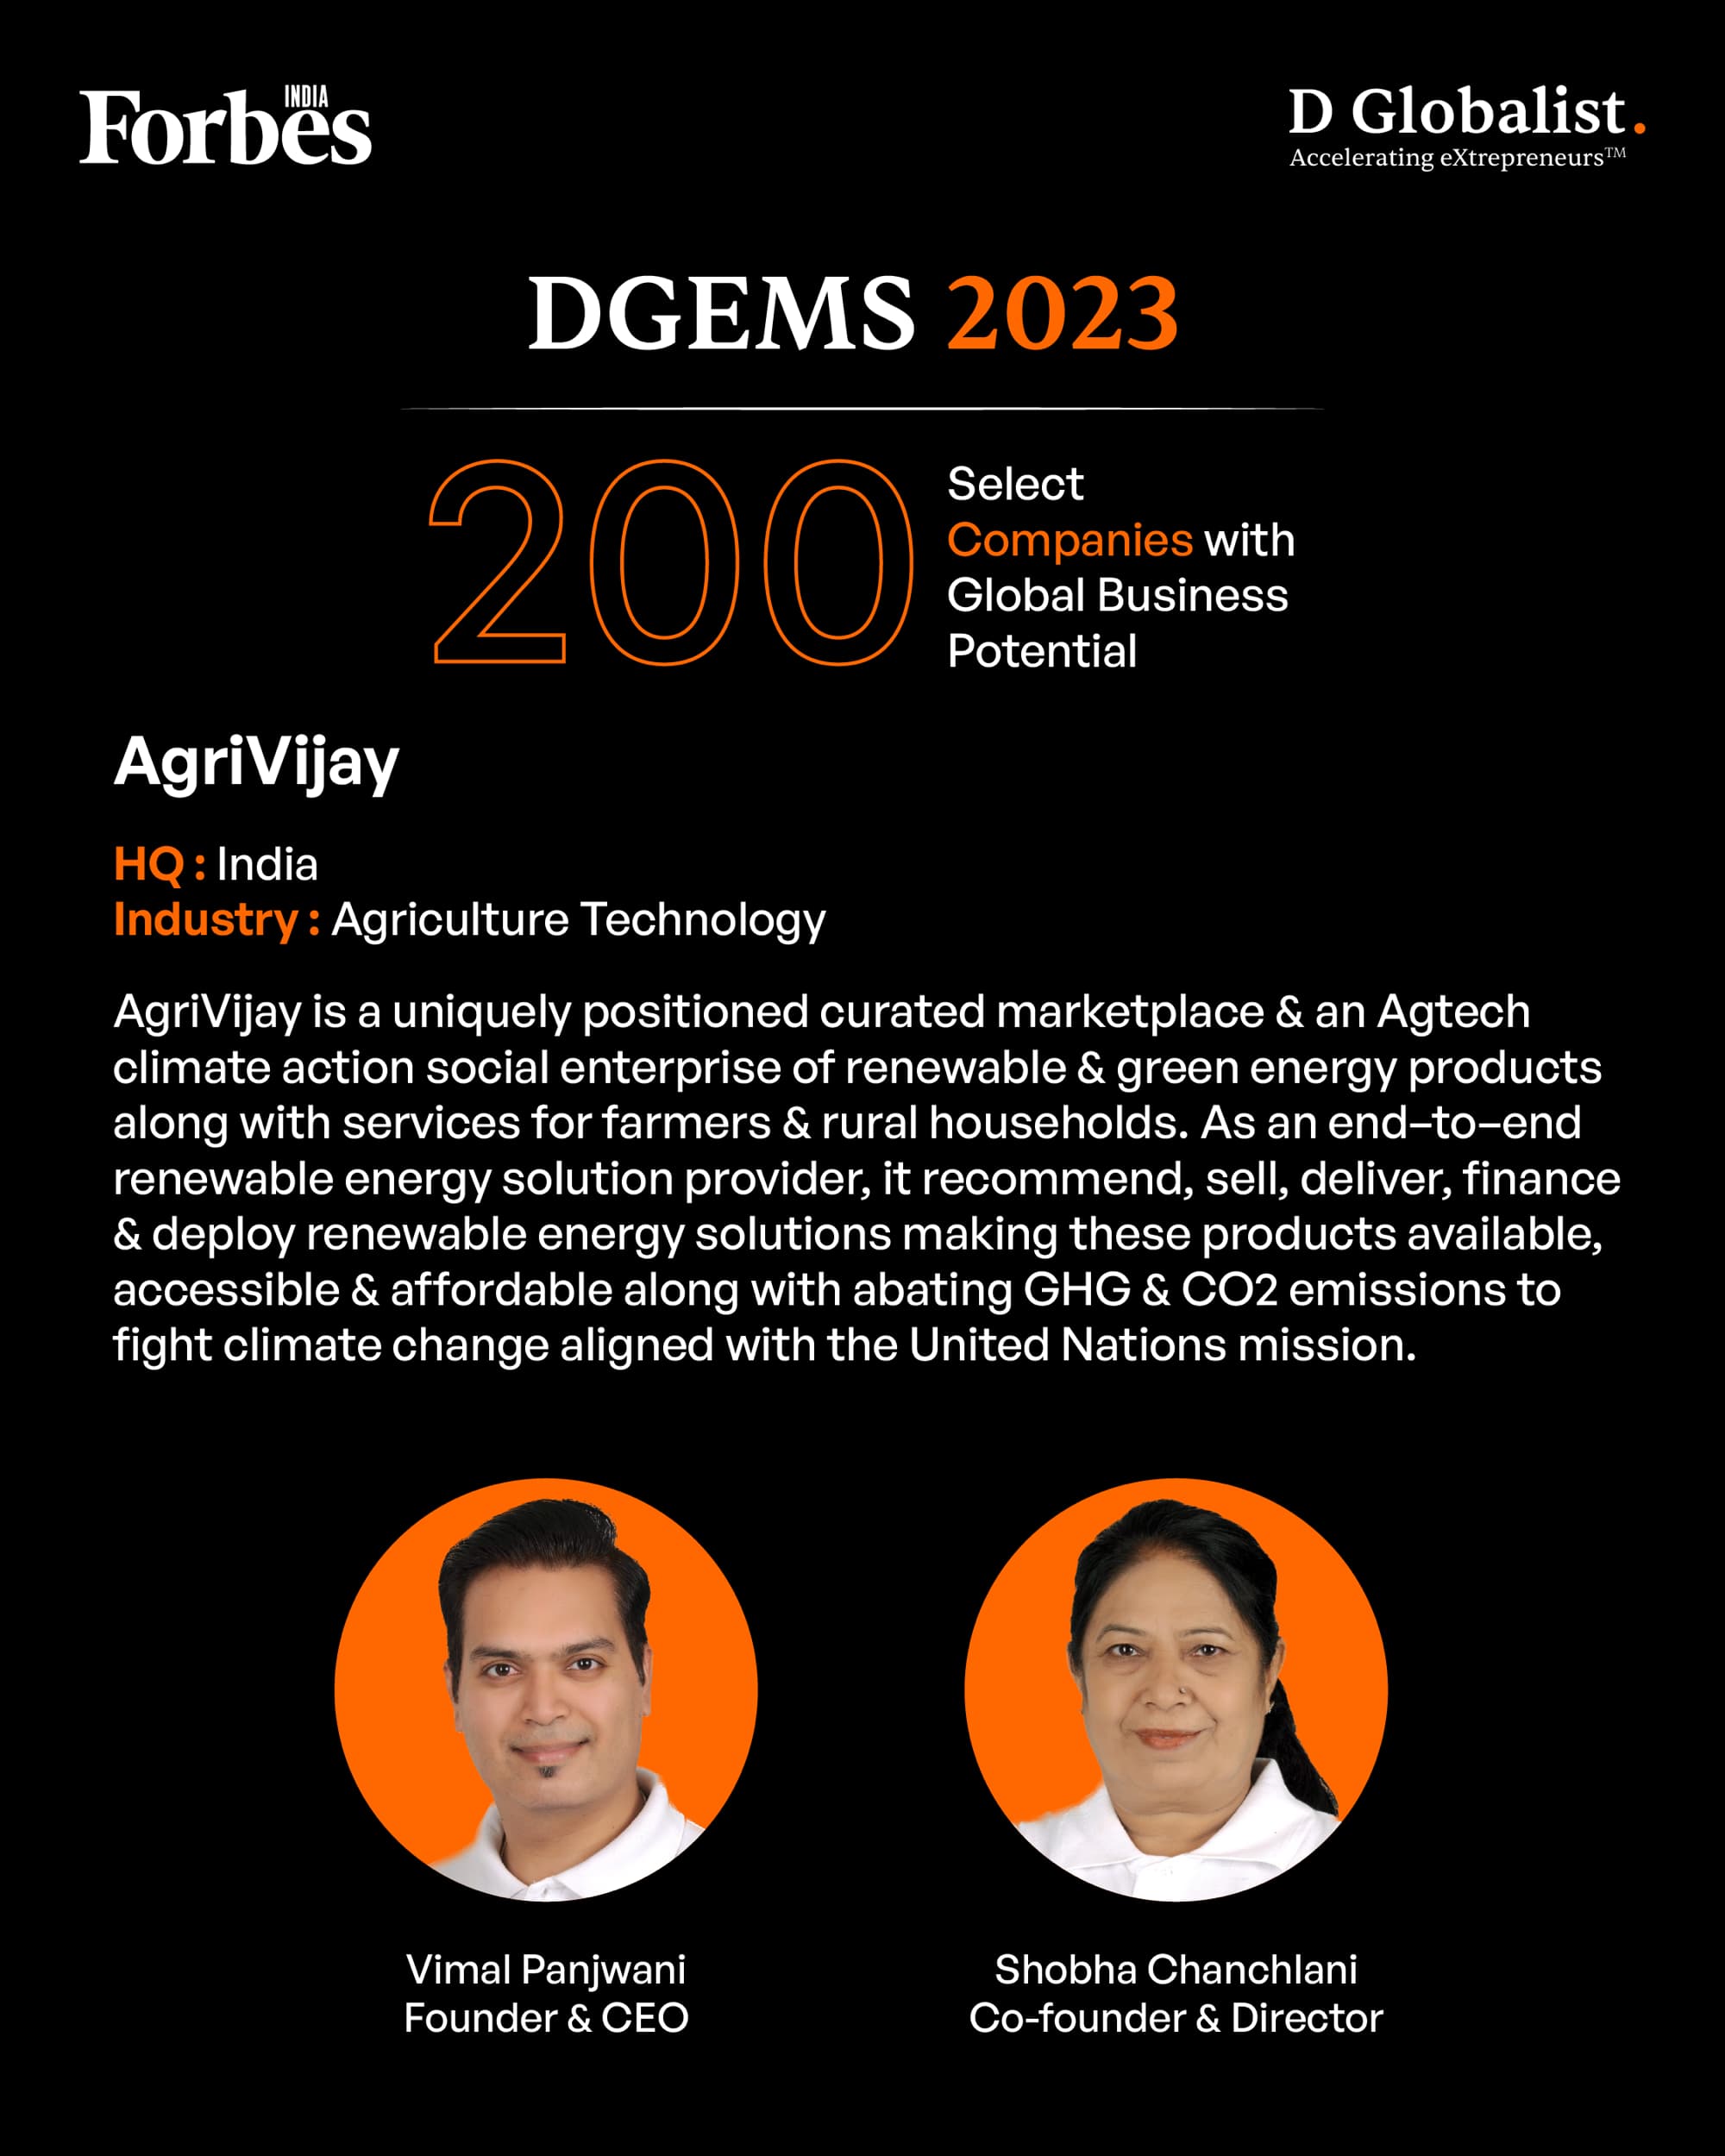 Forbes INDIA
D Globalist.
Accelerating eXtrepreneurs™
DGEMS 2023
200
Select
Companies with
Global Business
Potential
AgriVijay
HQ : India
Industry : Agriculture Technology
AgriVijay is a uniquely positioned curated marketplace & an Agtech
climate action social enterprise of renewable & green energy products
along with services for farmers & rural households. As an end–to–end
renewable energy solution provider, it recommend, sell, deliver, finance
& deploy renewable energy solutions making these products available,
accessible & affordable along with abating GHG & CO2 emissions to
fight climate change aligned with the United Nations mission.
Vimal Panjwani
Founder & CEO
Shobha Chanchlani
Co-founder & Director